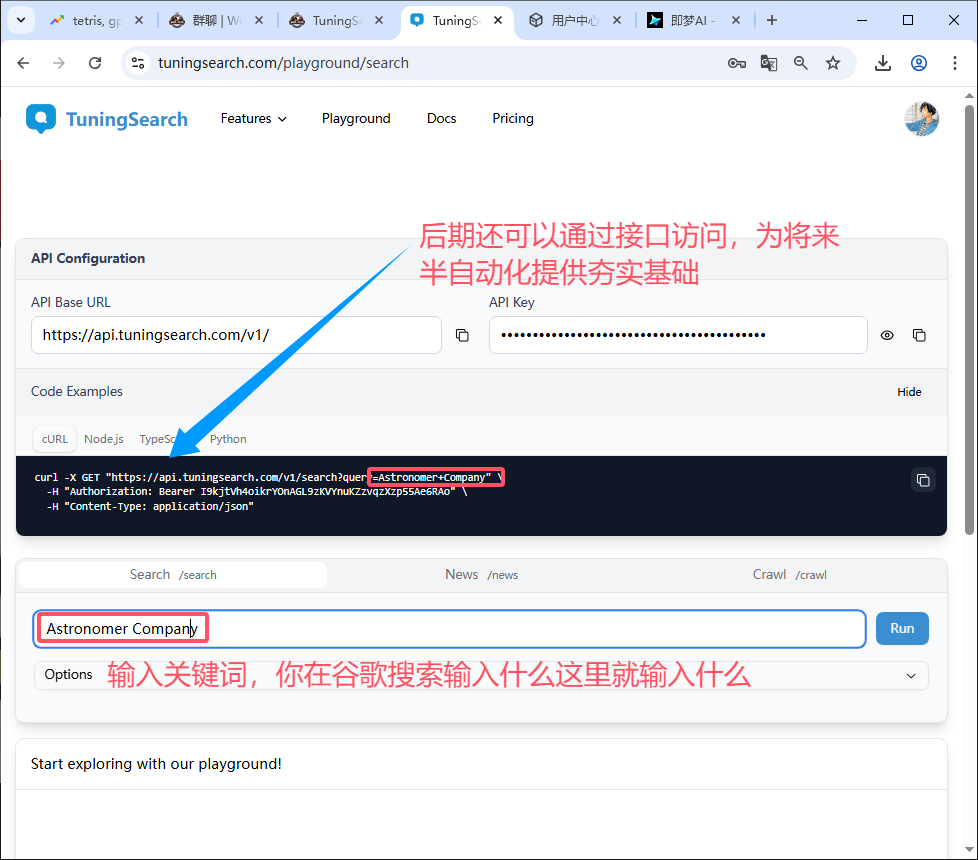 tetris, gp
群聊 | W
TuningSe
TuningS
用户中心
即梦AI -
tuningsearch.com/playground/search
TuningSearch
Features
Playground
Docs
Pricing
后期还可以通过接口访问，为将来
半自动化提供夯实基础
API Configuration
API Base URL
API Key
https://api.tuningsearch.com/v1/
Code Examples
Hide
cURL
Node.js
TypeSc
Python
curl -X GET "https://api.tuningsearch.com/v1/search?query=Astronomer+Company" \
-H "Authorization: Bearer I9kjtVh4oikrYOnAGL9zKVYnuKZzvqzXzp55Ae6RAo" \
-H "Content-Type: application/json"
Search /search
News /news
Crawl /crawl
Astronomer Company
Run
Options
输入关键词，你在谷歌搜索输入什么这里就输入什么
Start exploring with our playground!